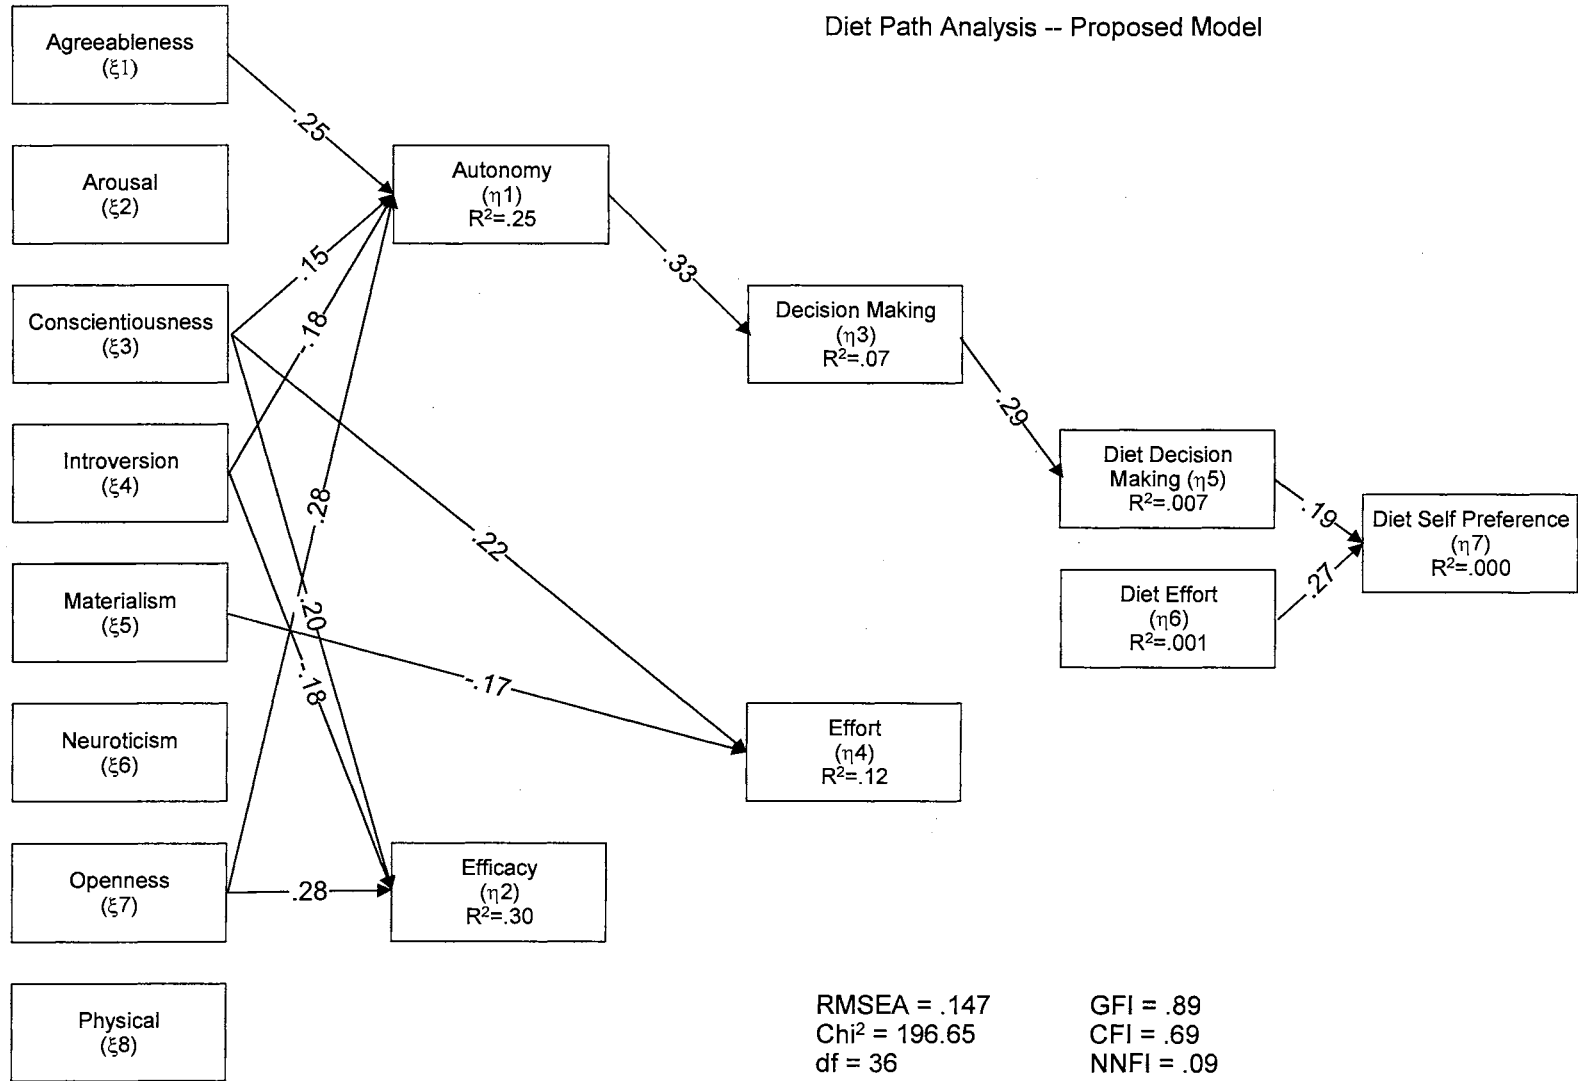 Diet Path Analysis -- Proposed Model
Agreeableness
(ξ1)
.25
Arousal
(ξ2)
Autonomy
(η1)
R²=.25
.15
.33
Conscientiousness
(ξ3)
-.18
Decision Making
(η3)
R²=.07
.29
Introversion
(ξ4)
.28
.22
Diet Decision
Making (η5)
R²=.007
.19
Diet Self Preference
(η7)
R²=.000
Materialism
(ξ5)
.20
Diet Effort
(η6)
R²=.001
.27
-.18
-.17
Neuroticism
(ξ6)
Effort
(η4)
R²=.12
Openness
(ξ7)
.28
Efficacy
(η2)
R²=.30
Physical
(ξ8)
RMSEA = .147
Chi² = 196.65
df = 36
GFI = .89
CFI = .69
NNFI = .09